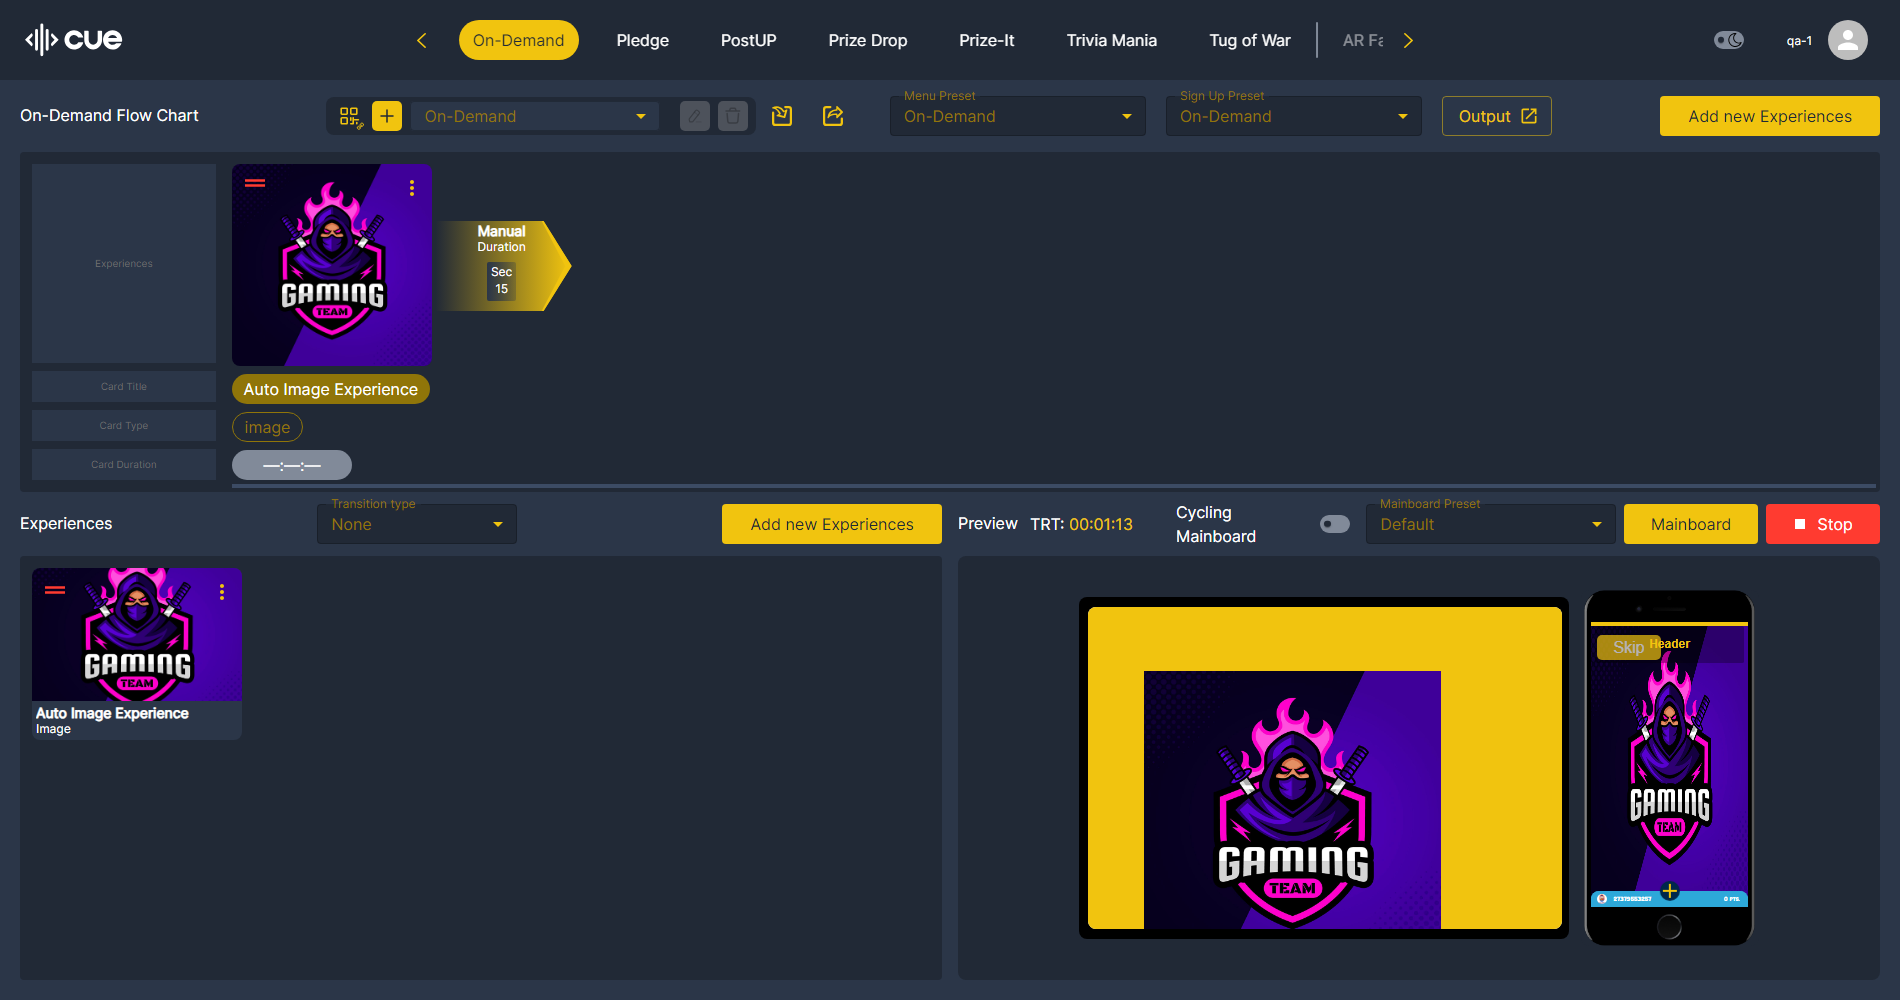 cue
On-Demand
Pledge
PostUP
Prize Drop
Prize-It
Trivia Mania
Tug of War
AR Fa
qa-1
On-Demand Flow Chart
On-Demand
Menu Preset
On-Demand
Sign Up Preset
On-Demand
Output
Add new Experiences
Experiences
GAMING
TEAM
Manual
Duration
Sec
15
Card Title
Auto Image Experience
Card Type
image
Card Duration
—:—:—
Experiences
Transition type
None
Add new Experiences
Preview
TRT: 00:01:13
Cycling
Mainboard
Mainboard Preset
Default
Mainboard
Stop
GAMING
TEAM
Auto Image Experience
Image
GAMING
TEAM
Skip
Header
GAMING
TEAM
0 PTS.